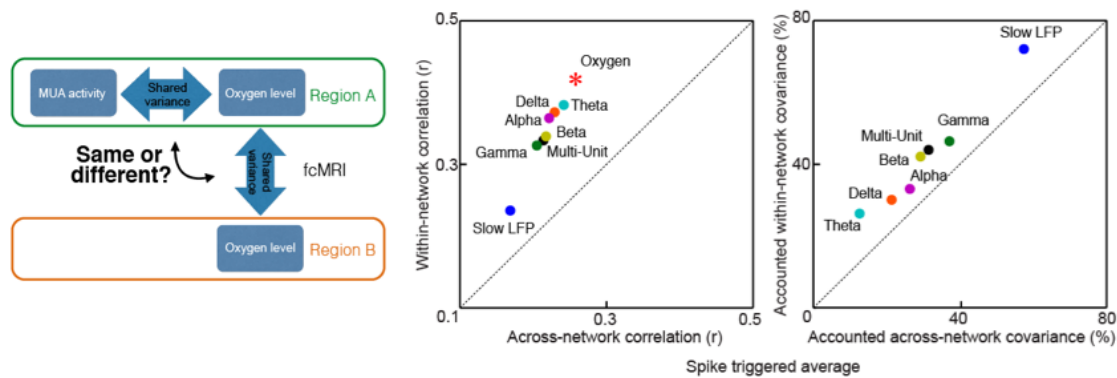 MUA activity
Shared
variance
Oxygen level
Region A
Same or
different?
Shared
variance
fcMRI
Oxygen level
Region B
Within-network correlation (r)
0.5
0.3
0.1
Oxygen
Delta
Theta
Alpha
Beta
Gamma
Multi-Unit
Slow LFP
0.3
0.5
Across-network correlation (r)
Accounted within-network
covariance (%)
80
40
0
Slow LFP
Gamma
Multi-Unit
Beta
Alpha
Delta
Theta
40
80
Accounted across-network covariance (%)
Spike triggered average